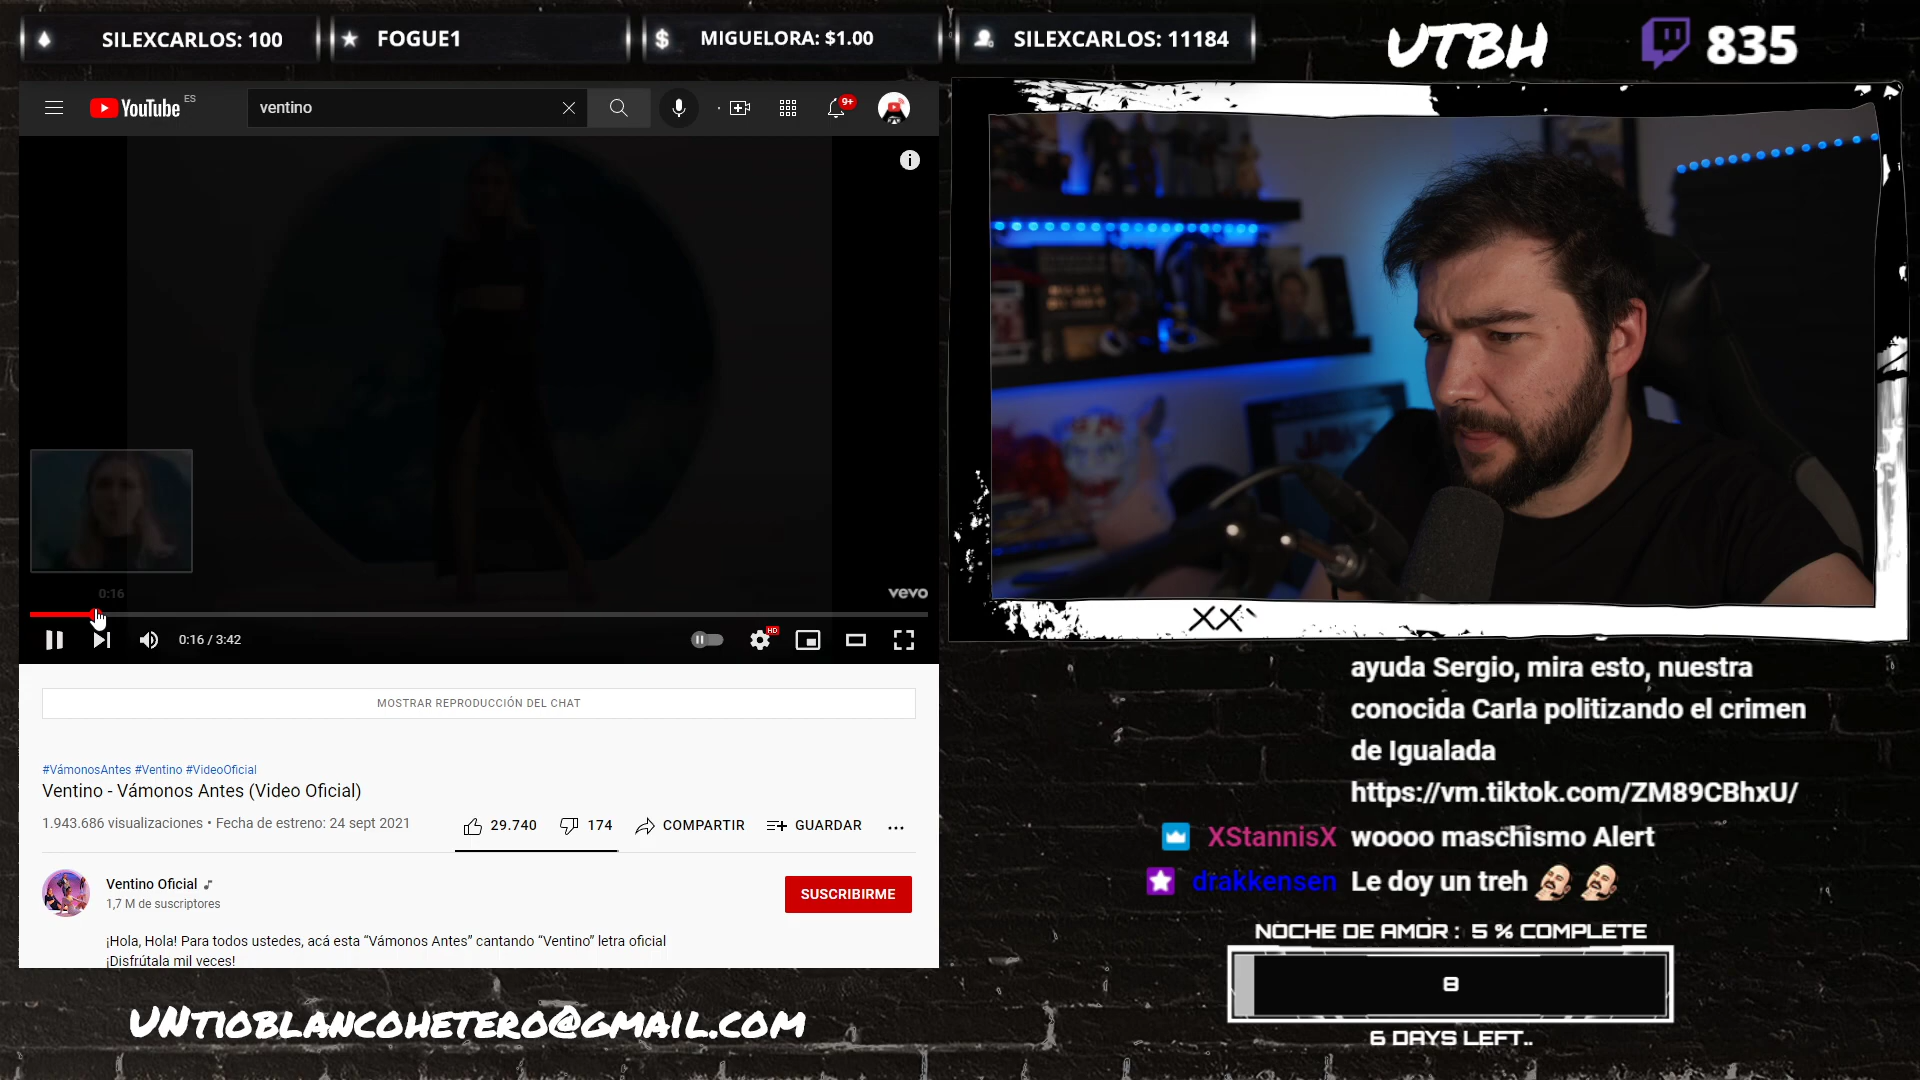 SILEXCARLOS: 100
FOGUE1
MIGUELORA: $1.00
SILEXCARLOS: 11184
UTBH
835
YouTube ES
ventino
9+
0:16
vevo
0:16 / 3:42
HD
MOSTRAR REPRODUCCIÓN DEL CHAT
#VámonosAntes #Ventino #VideoOficial
Ventino - Vámonos Antes (Video Oficial)
1.943.686 visualizaciones • Fecha de estreno: 24 sept 2021
29.740
174
COMPARTIR
GUARDAR
Ventino Oficial
1,7 M de suscriptores
SUSCRIBIRME
¡Hola, Hola! Para todos ustedes, acá esta “Vámonos Antes” cantando “Ventino” letra oficial
¡Disfrútala mil veces!
UNTIOBLANCOHETERO@GMAIL.COM
XX
ayuda Sergio, mira esto, nuestra
conocida Carla politizando el crimen
de Igualada
https://vm.tiktok.com/ZM89CBhxU/
XStannisX woooo maschismo Alert
drakkensen Le doy un treh
NOCHE DE AMOR : 5 % COMPLETE
8
6 DAYS LEFT..